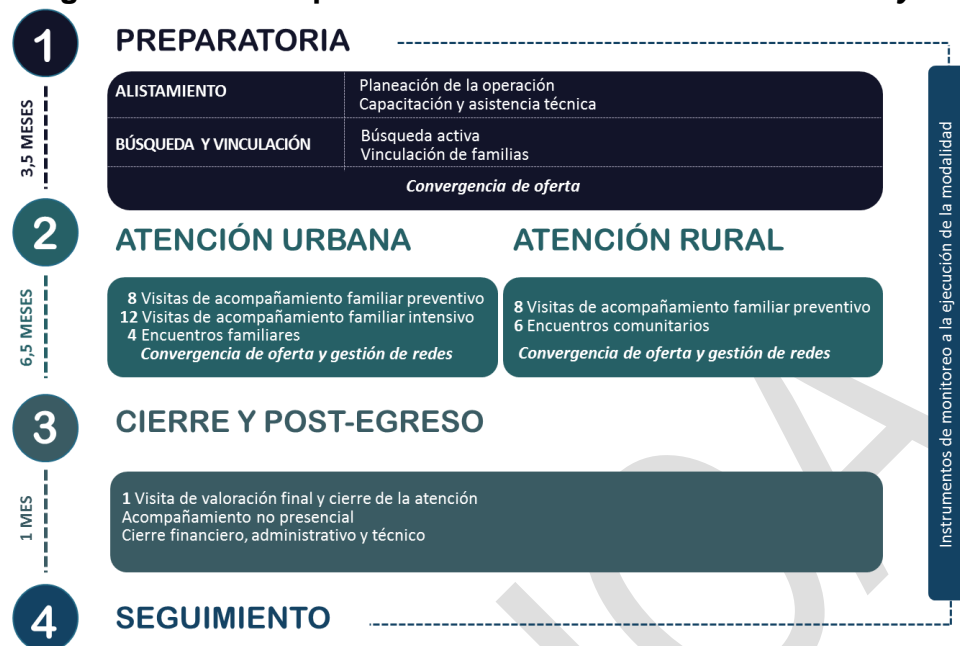 1
PREPARATORIA
3,5 MESES
ALISTAMIENTO
Planeación de la operación
Capacitación y asistencia técnica
BÚSQUEDA Y VINCULACIÓN
Búsqueda activa
Vinculación de familias
Convergencia de oferta
2
ATENCIÓN URBANA
6,5 MESES
8 Visitas de acompañamiento familiar preventivo
12 Visitas de acompañamiento familiar intensivo
4 Encuentros familiares
Convergencia de oferta y gestión de redes
ATENCIÓN RURAL
8 Visitas de acompañamiento familiar preventivo
6 Encuentros comunitarios
Convergencia de oferta y gestión de redes
3
CIERRE Y POST-EGRESO
1 MES
1 Visita de valoración final y cierre de la atención
Acompañamiento no presencial
Cierre financiero, administrativo y técnico
4
SEGUIMIENTO
Instrumentos de monitoreo a la ejecución de la modalidad